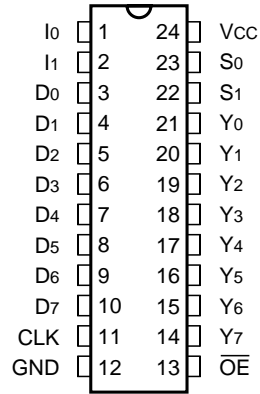 I0 1 24 VCC
I1 2 23 S0
D0 3 22 S1
D1 4 21 Y0
D2 5 20 Y1
D3 6 19 Y2
D4 7 18 Y3
D5 8 17 Y4
D6 9 16 Y5
D7 10 15 Y6
CLK 11 14 Y7
GND 12 13 O̅E̅